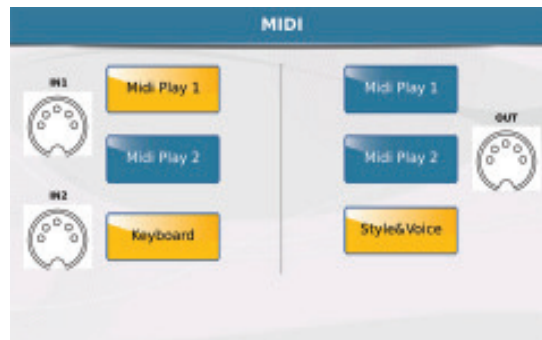 MIDI
IN1
Midi Play 1
Midi Play 2
IN2
Keyboard
Midi Play 1
OUT
Midi Play 2
Style&Voice